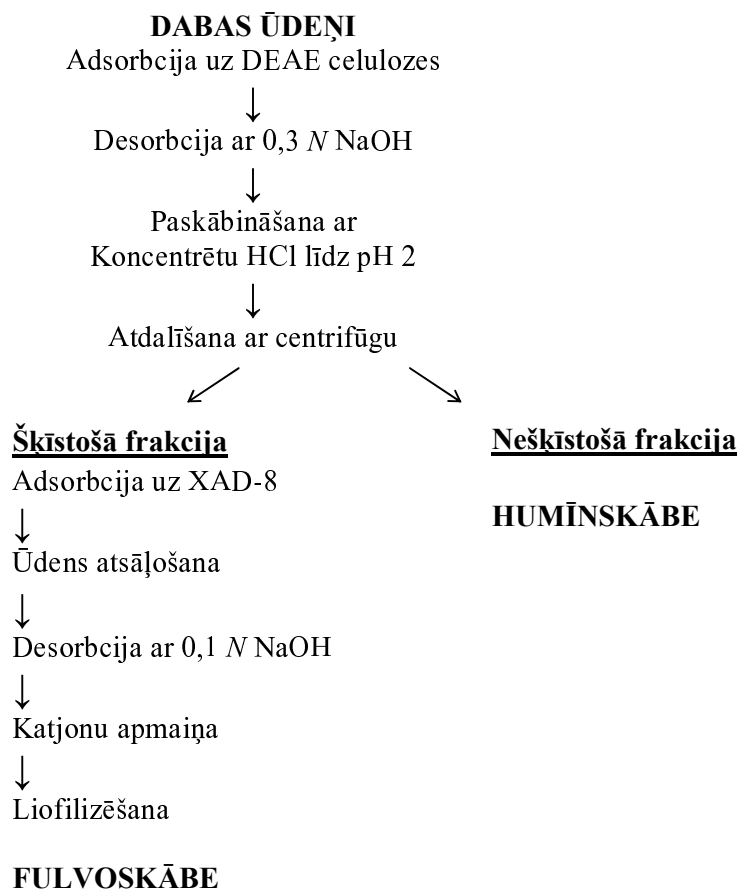 DABAS ŪDEŅI
Adsorbcija uz DEAE celulozes
↓
Desorbcija ar 0,3 N NaOH
↓
Paskābināšana ar
Koncentrētu HCl līdz pH 2
↓
Atdalīšana ar centrifūgu
Šķīstošā frakcija
Adsorbcija uz XAD-8
↓
Ūdens atsāļošana
↓
Desorbcija ar 0,1 N NaOH
↓
Katjonu apmaiņa
↓
Liofilizēšana
FULVOSKĀBE
Nešķīstošā frakcija
HUMĪNSKĀBE